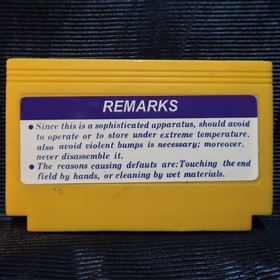 REMARKS
● Since this is a sophisticated apparatus, should avoid
to operate or to store under extreme temperature,
also avoid violent bumps is necessary; moreover,
never disassemble it.
● The reasons causing defauts are: Touching the end
field by hands, or cleaning by wet materials.